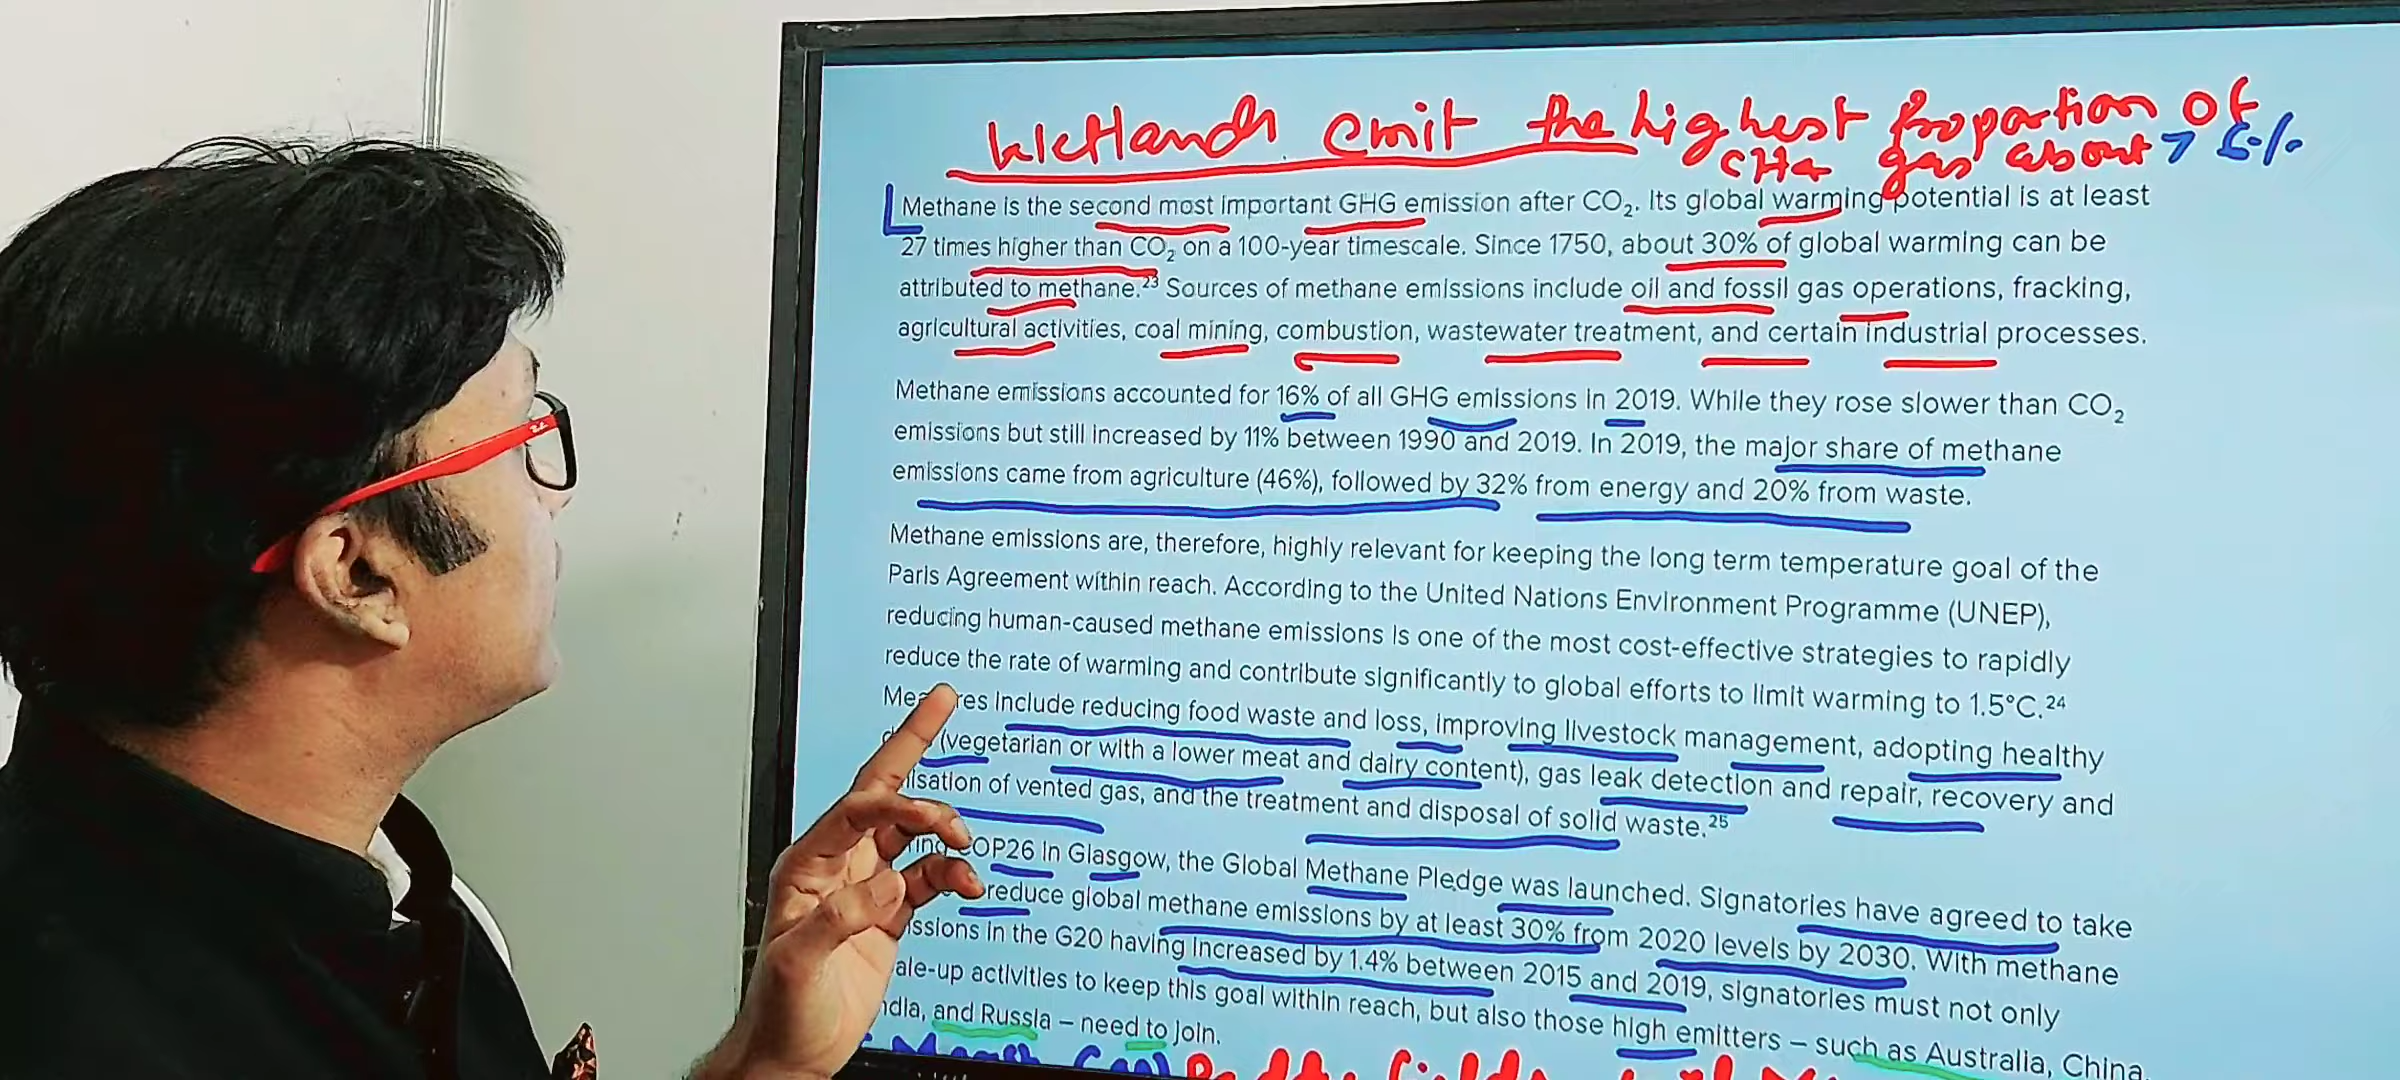 Wetlands emit the highest proportion of
CH4 gas about 76%
Methane is the second most important GHG emission after CO₂. Its global warming potential is at least
27 times higher than CO₂ on a 100-year timescale. Since 1750, about 30% of global warming can be
attributed to methane.²³ Sources of methane emissions include oil and fossil gas operations, fracking,
agricultural activities, coal mining, combustion, wastewater treatment, and certain industrial processes.
Methane emissions accounted for 16% of all GHG emissions in 2019. While they rose slower than CO₂
emissions but still increased by 11% between 1990 and 2019. In 2019, the major share of methane
emissions came from agriculture (46%), followed by 32% from energy and 20% from waste.
Methane emissions are, therefore, highly relevant for keeping the long term temperature goal of the
Paris Agreement within reach. According to the United Nations Environment Programme (UNEP),
reducing human-caused methane emissions is one of the most cost-effective strategies to rapidly
reduce the rate of warming and contribute significantly to global efforts to limit warming to 1.5°C.²⁴
include reducing food waste and loss, improving livestock management, adopting healthy
(vegetarian or with a lower meat and dairy content), gas leak detection and repair, recovery and
of vented gas, and the treatment and disposal of solid waste.²⁵
COP26 in Glasgow, the Global Methane Pledge was launched. Signatories have agreed to take
reduce global methane emissions by at least 30% from 2020 levels by 2030. With methane
in the G20 having increased by 1.4% between 2015 and 2019, signatories must not only
activities to keep this goal within reach, but also those high emitters – such as Australia, China,
and Russia – need to join.